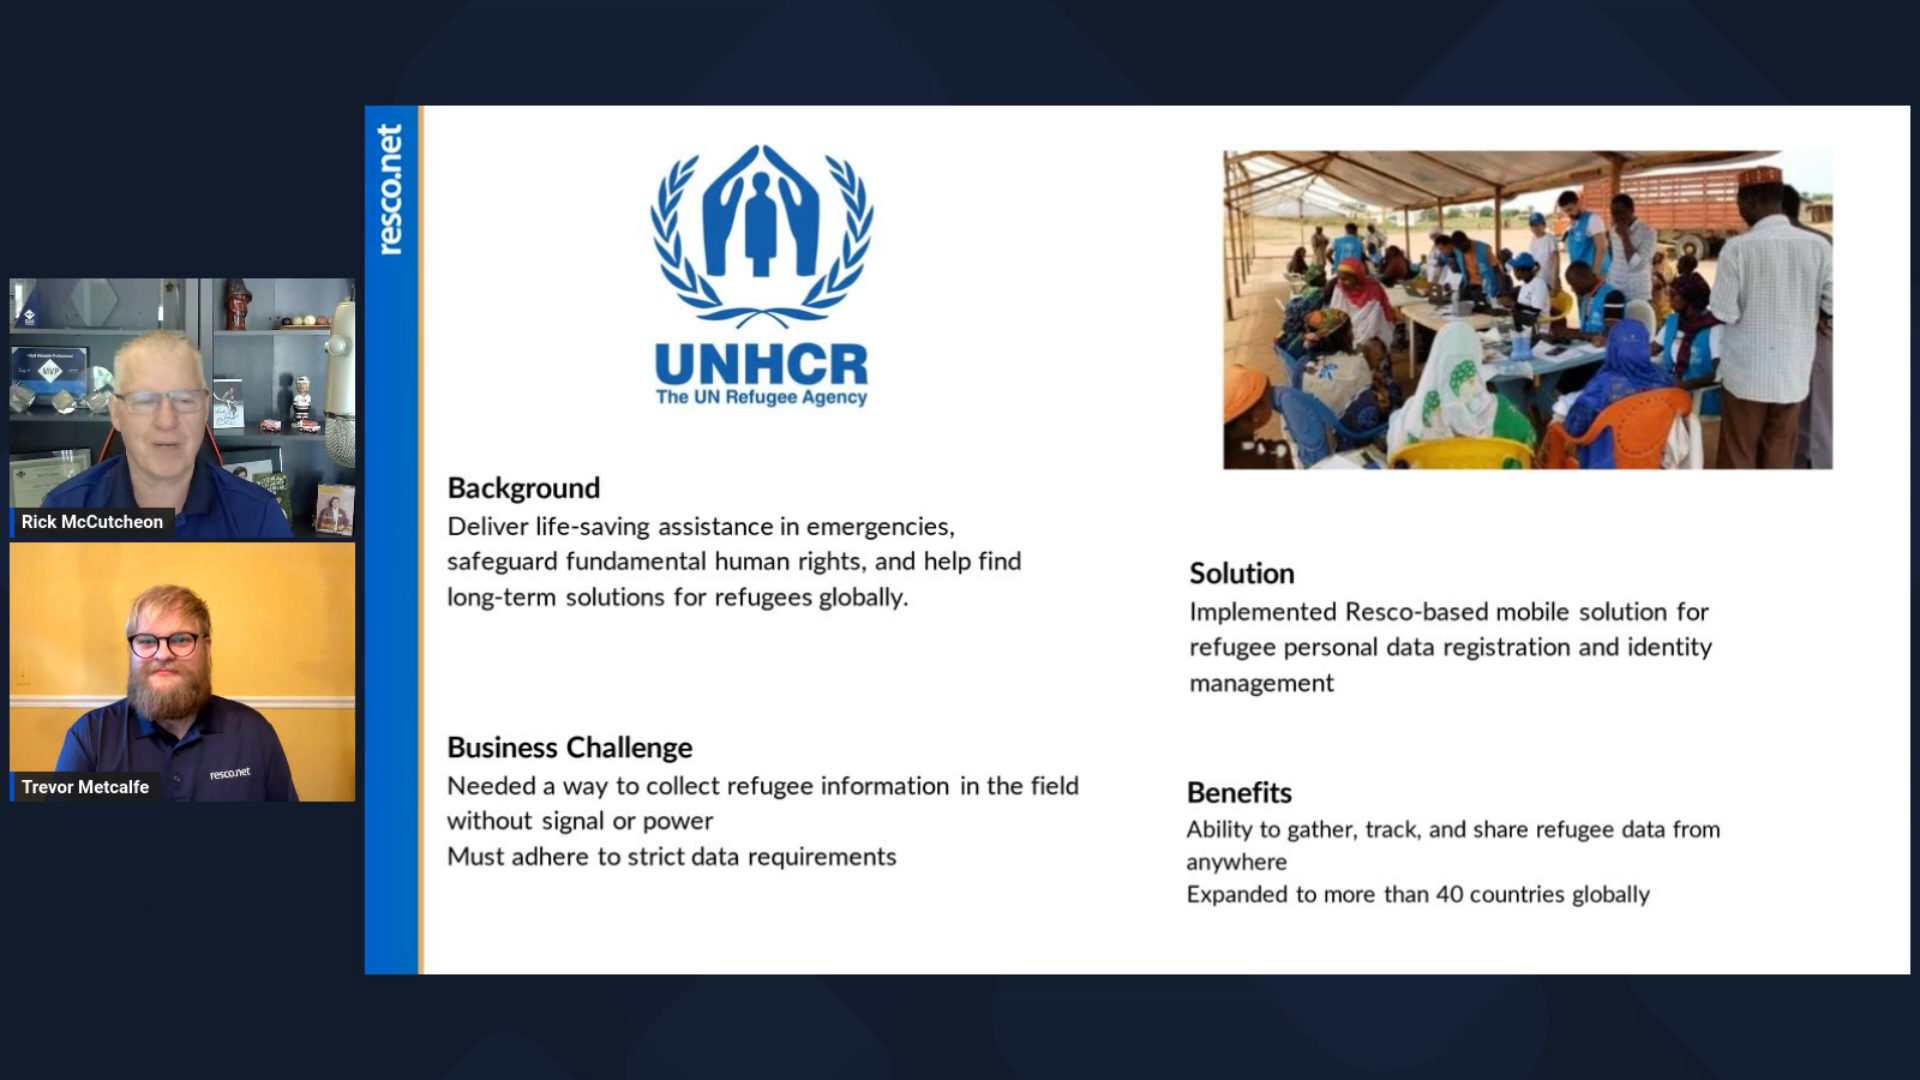 resco.net
UNHCR
The UN Refugee Agency
Background
Deliver life-saving assistance in emergencies,
safeguard fundamental human rights, and help find
long-term solutions for refugees globally.
Business Challenge
Needed a way to collect refugee information in the field
without signal or power
Must adhere to strict data requirements
Solution
Implemented Resco-based mobile solution for
refugee personal data registration and identity
management
Benefits
Ability to gather, track, and share refugee data from
anywhere
Expanded to more than 40 countries globally
MVP
Rick McCutcheon
resco.net
Trevor Metcalfe